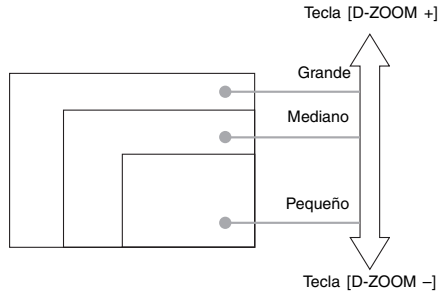 Tecla [D-ZOOM +]
Grande
Mediano
Pequeño
Tecla [D-ZOOM –]